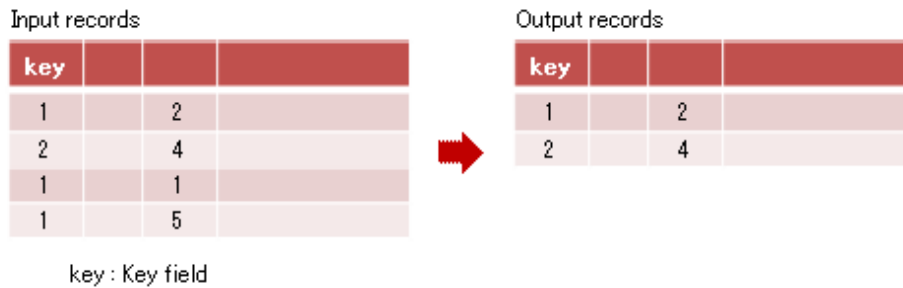 Input records
key
1 2
2 4
1 1
1 5
key : Key field
Output records
key
1 2
2 4